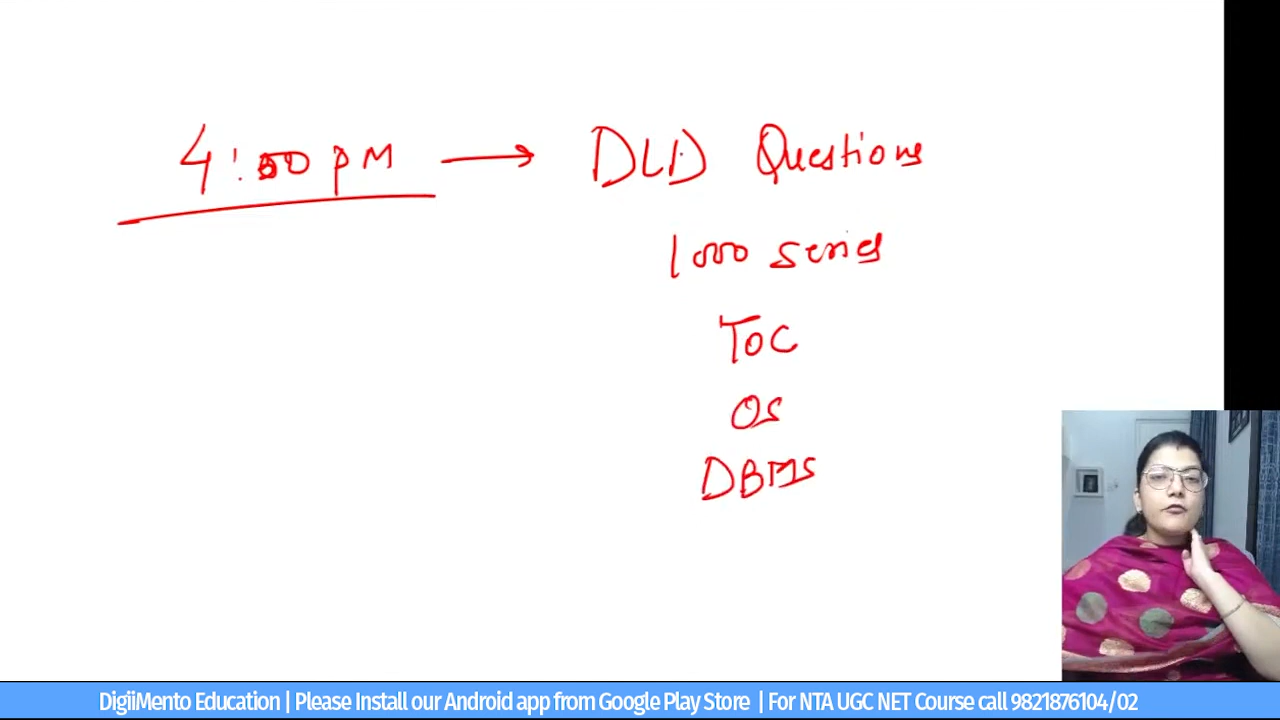 4:00 PM → DLD Questions
1000 series
TOC
OS
DBMS
DigiiMento Education | Please Install our Android app from Google Play Store | For NTA UGC NET Course call 9821876104/02